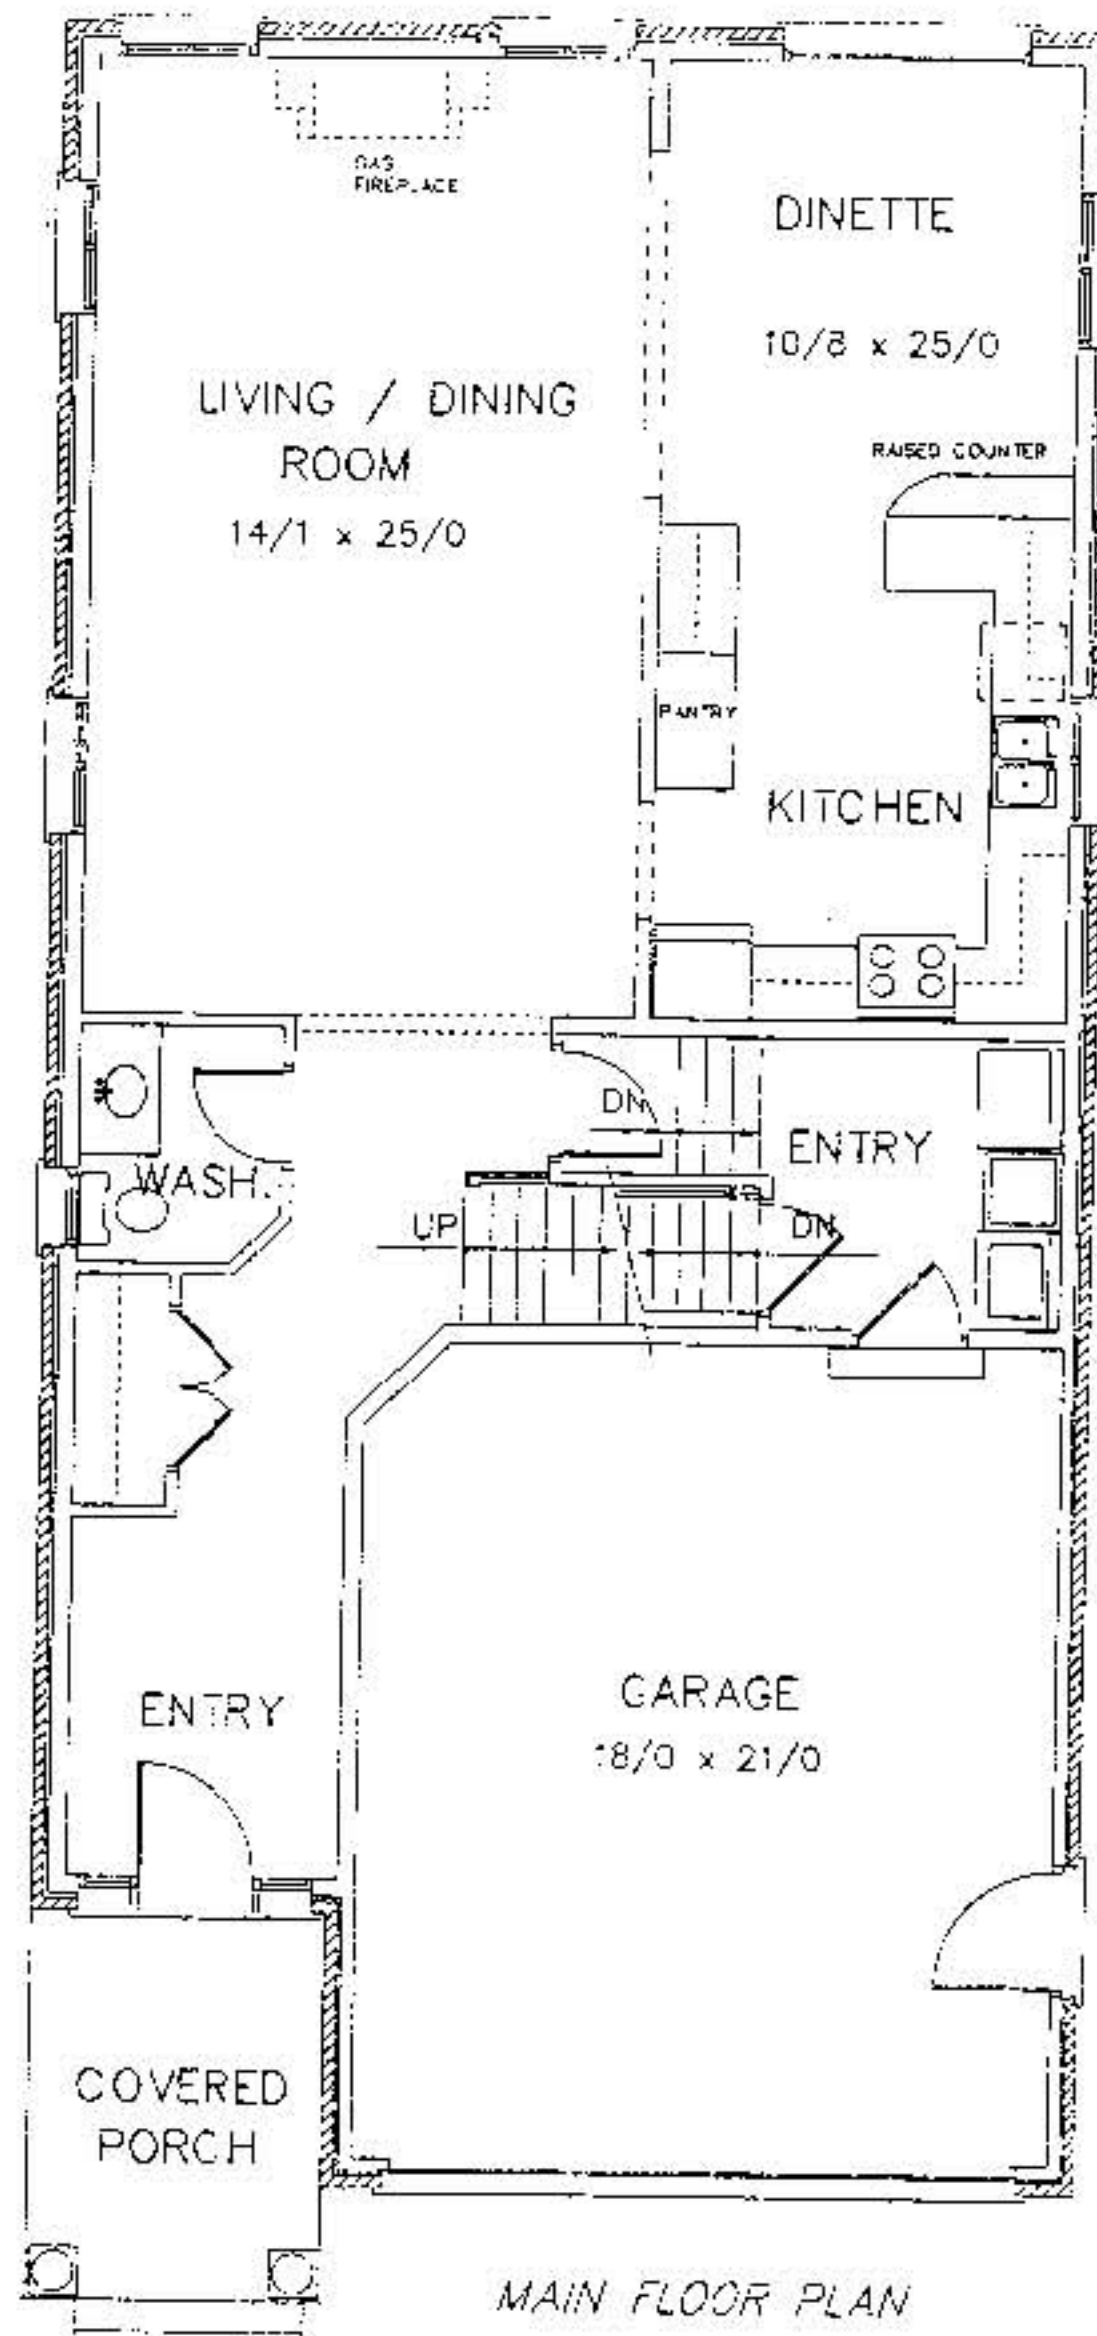 GAS
FIREPLACE
DINETTE
10/8 x 25/0
LIVING / DINING
ROOM
14/1 x 25/0
RAISED COUNTER
PANTRY
KITCHEN
DN
ENTRY
WASH.
UP
DN
ENTRY
GARAGE
18/0 x 21/0
COVERED
PORCH
MAIN FLOOR PLAN